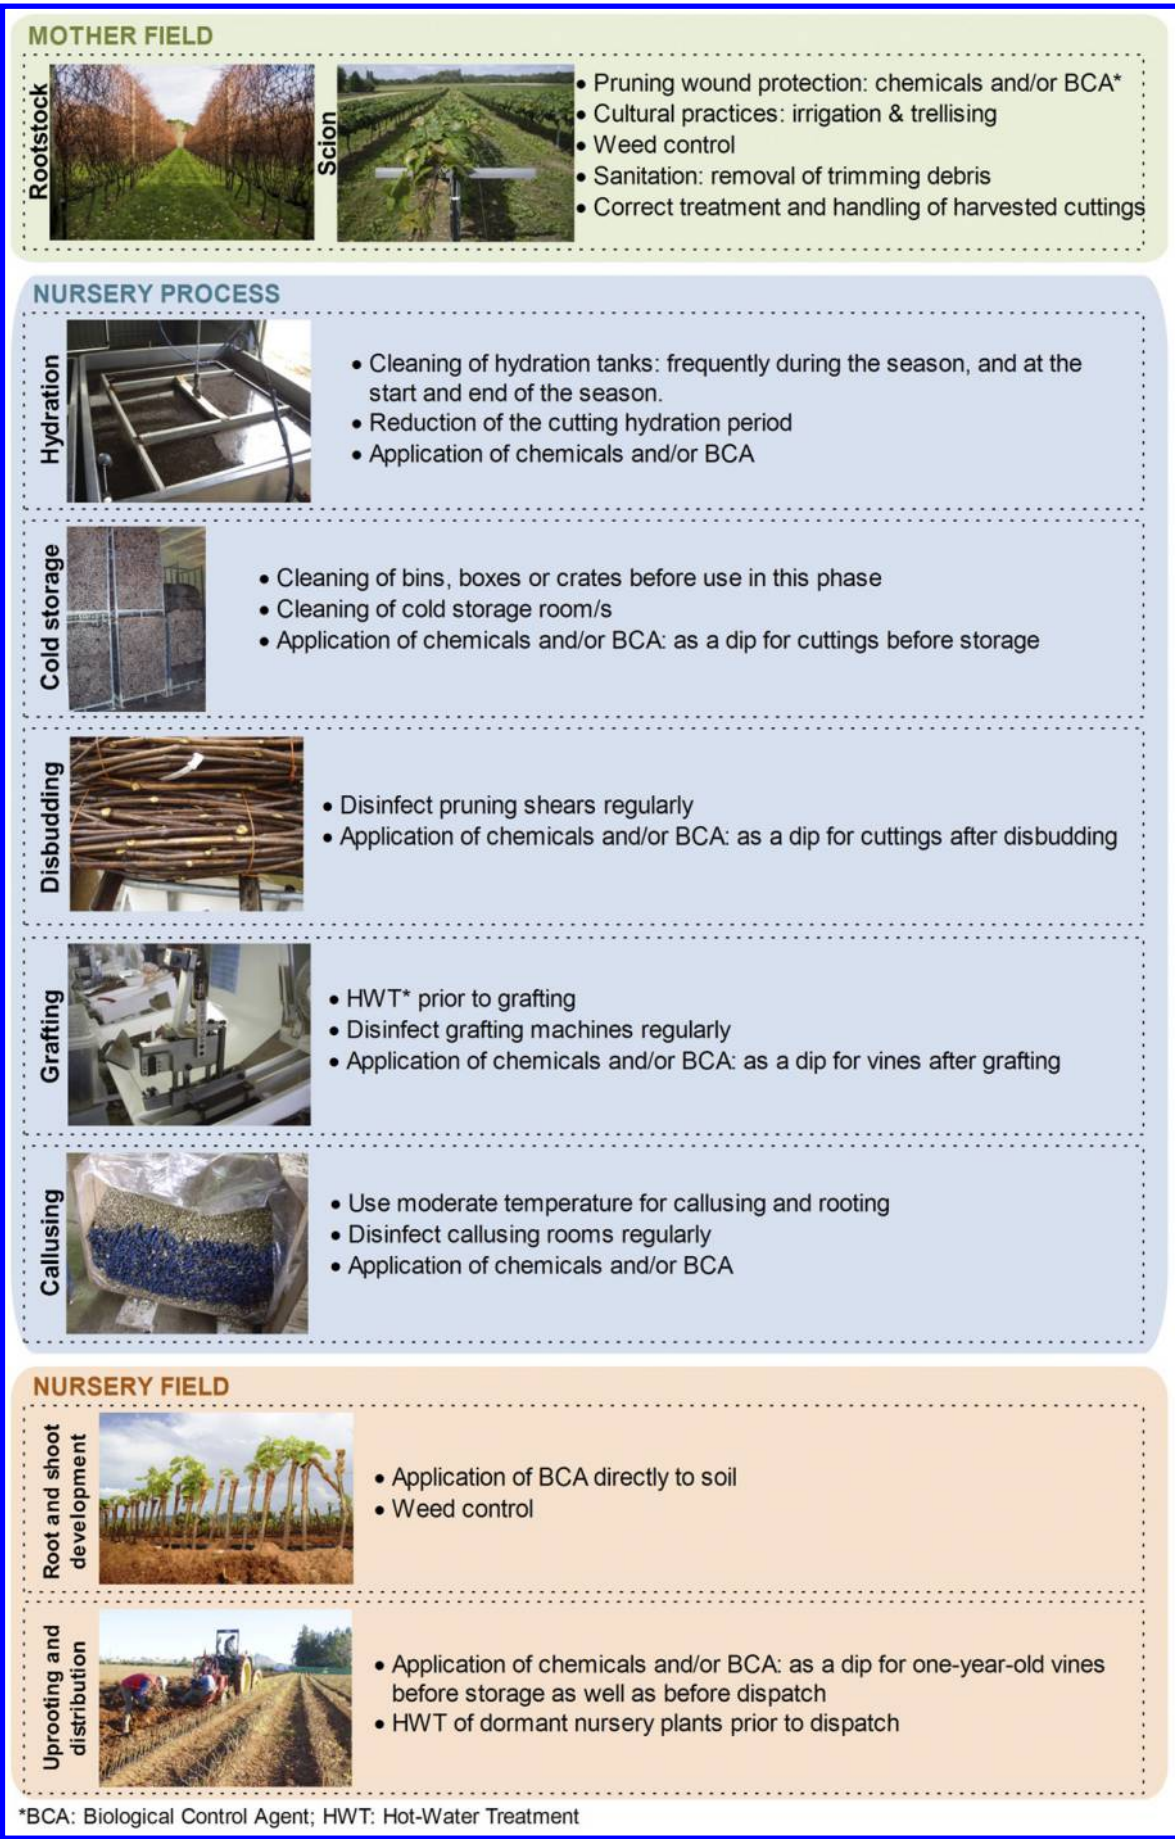 MOTHER FIELD
Rootstock
Scion
• Pruning wound protection: chemicals and/or BCA*
• Cultural practices: irrigation & trellising
• Weed control
• Sanitation: removal of trimming debris
• Correct treatment and handling of harvested cuttings
NURSERY PROCESS
Hydration
• Cleaning of hydration tanks: frequently during the season, and at the
start and end of the season.
• Reduction of the cutting hydration period
• Application of chemicals and/or BCA
Cold storage
• Cleaning of bins, boxes or crates before use in this phase
• Cleaning of cold storage room/s
• Application of chemicals and/or BCA: as a dip for cuttings before storage
Disbudding
• Disinfect pruning shears regularly
• Application of chemicals and/or BCA: as a dip for cuttings after disbudding
Grafting
• HWT* prior to grafting
• Disinfect grafting machines regularly
• Application of chemicals and/or BCA: as a dip for vines after grafting
Callusing
• Use moderate temperature for callusing and rooting
• Disinfect callusing rooms regularly
• Application of chemicals and/or BCA
NURSERY FIELD
Root and shoot
development
• Application of BCA directly to soil
• Weed control
Uprooting and
distribution
• Application of chemicals and/or BCA: as a dip for one-year-old vines
before storage as well as before dispatch
• HWT of dormant nursery plants prior to dispatch
*BCA: Biological Control Agent; HWT: Hot-Water Treatment